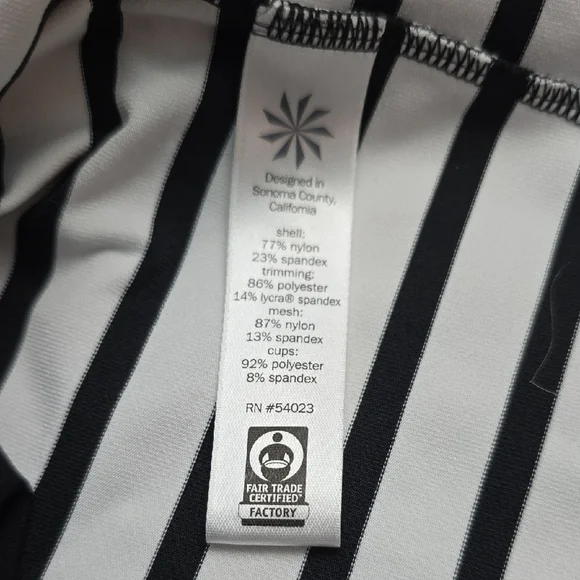 Designed in
Sonoma County,
California
shell:
77% nylon
23% spandex
trimming:
86% polyester
14% lycra® spandex
mesh:
87% nylon
13% spandex
cups:
92% polyester
8% spandex
RN #54023
FAIR TRADE
CERTIFIED™
FACTORY